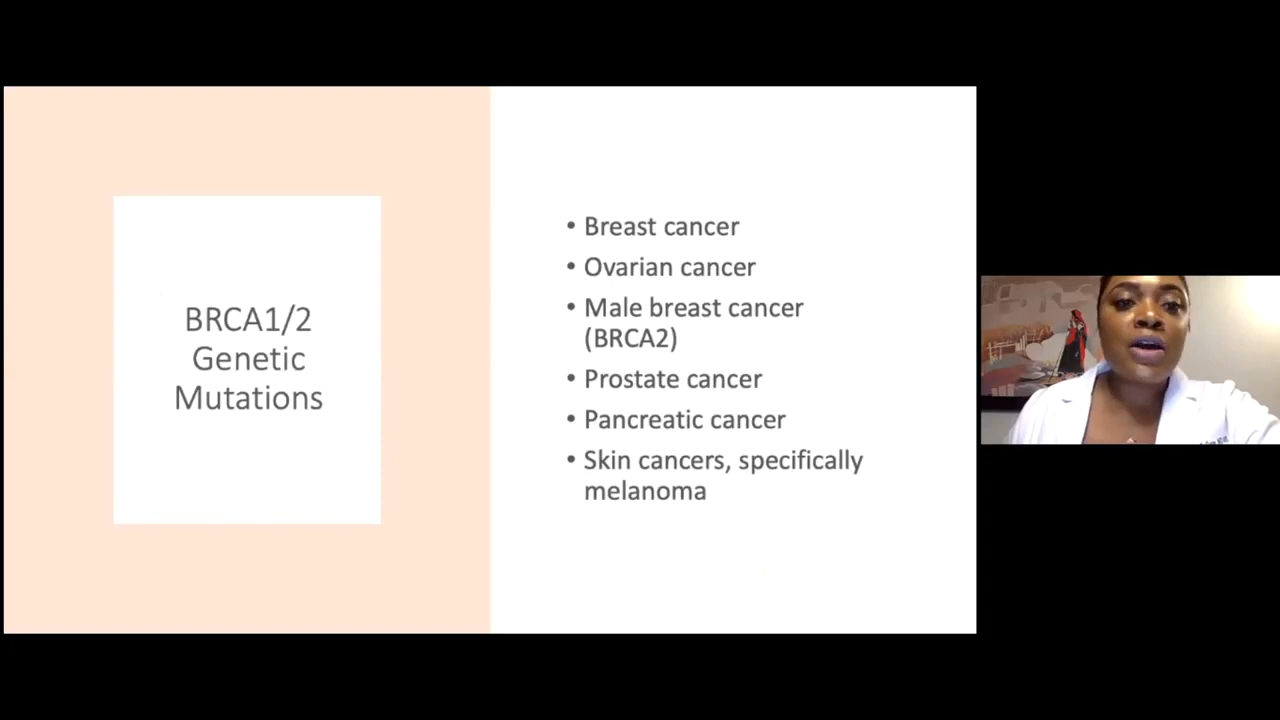 BRCA1/2
Genetic
Mutations
• Breast cancer
• Ovarian cancer
• Male breast cancer
(BRCA2)
• Prostate cancer
• Pancreatic cancer
• Skin cancers, specifically
melanoma